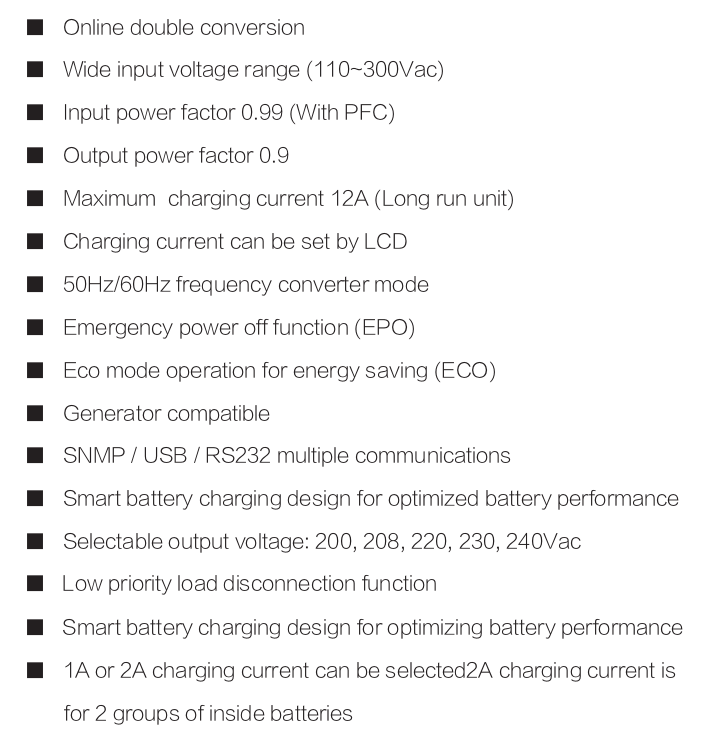 ■ Online double conversion
■ Wide input voltage range (110~300Vac)
■ Input power factor 0.99 (With PFC)
■ Output power factor 0.9
■ Maximum  charging current 12A (Long run unit)
■ Charging current can be set by LCD
■ 50Hz/60Hz frequency converter mode
■ Emergency power off function (EPO)
■ Eco mode operation for energy saving (ECO)
■ Generator compatible
■ SNMP / USB / RS232 multiple communications
■ Smart battery charging design for optimized battery performance
■ Selectable output voltage: 200, 208, 220, 230, 240Vac
■ Low priority load disconnection function
■ Smart battery charging design for optimizing battery performance
■ 1A or 2A charging current can be selected2A charging current is
for 2 groups of inside batteries